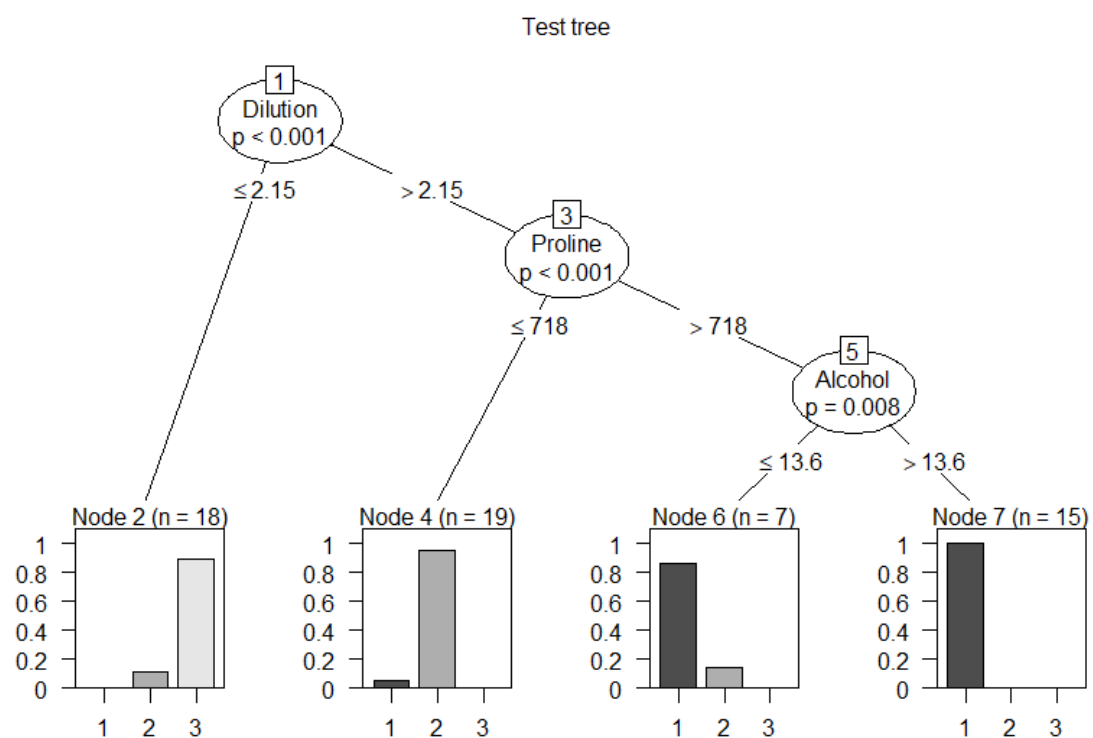 Test tree
1
Dilution
p < 0.001
≤ 2.15
> 2.15
3
Proline
p < 0.001
≤ 718
> 718
5
Alcohol
p = 0.008
≤ 13.6
> 13.6
Node 2 (n = 18)
1
0.8
0.6
0.4
0.2
0
1 2 3
Node 4 (n = 19)
1
0.8
0.6
0.4
0.2
0
1 2 3
Node 6 (n = 7)
1
0.8
0.6
0.4
0.2
0
1 2 3
Node 7 (n = 15)
1
0.8
0.6
0.4
0.2
0
1 2 3